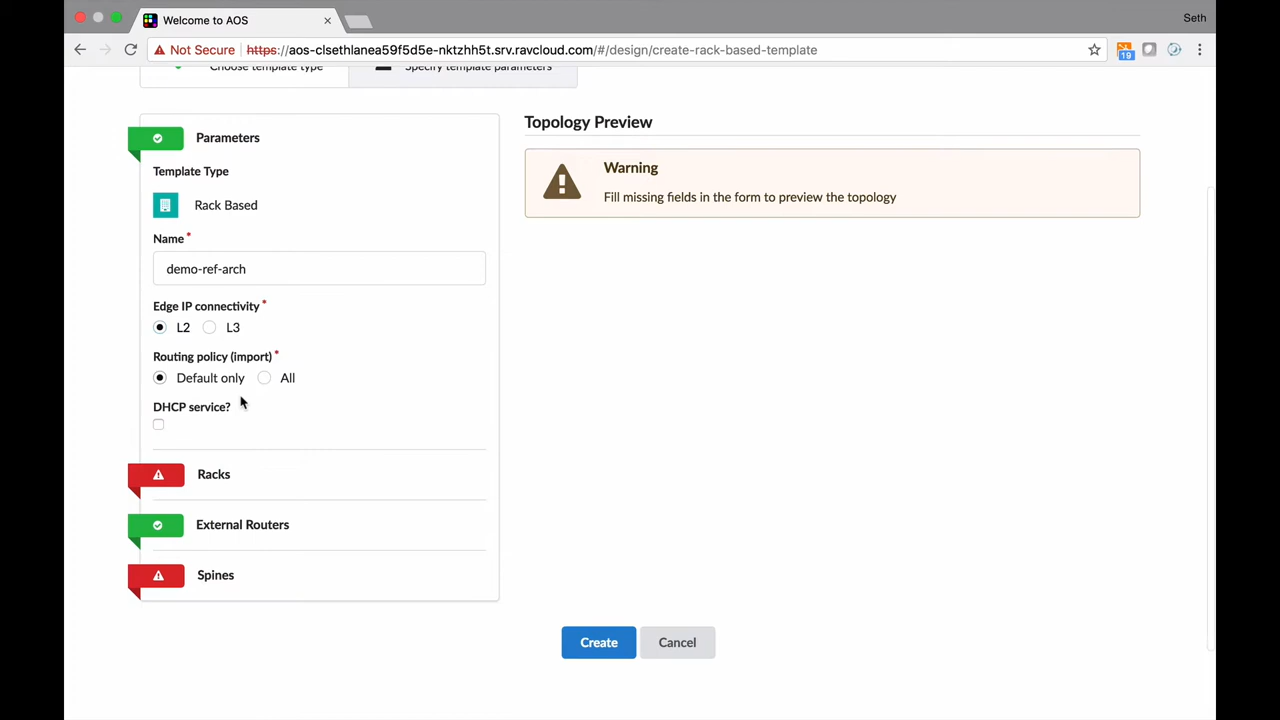 Welcome to AOS
Seth
Not Secure https://aos-clsethlanea59f5d5e-nktzhh5t.srv.ravcloud.com/#/design/create-rack-based-template
19
Choose template type
Specify template parameters
Parameters
Template Type
Rack Based
Name *
demo-ref-arch
Edge IP connectivity *
L2 L3
Routing policy (import) *
Default only All
DHCP service?
Racks
External Routers
Spines
Topology Preview
Warning
Fill missing fields in the form to preview the topology
Create Cancel